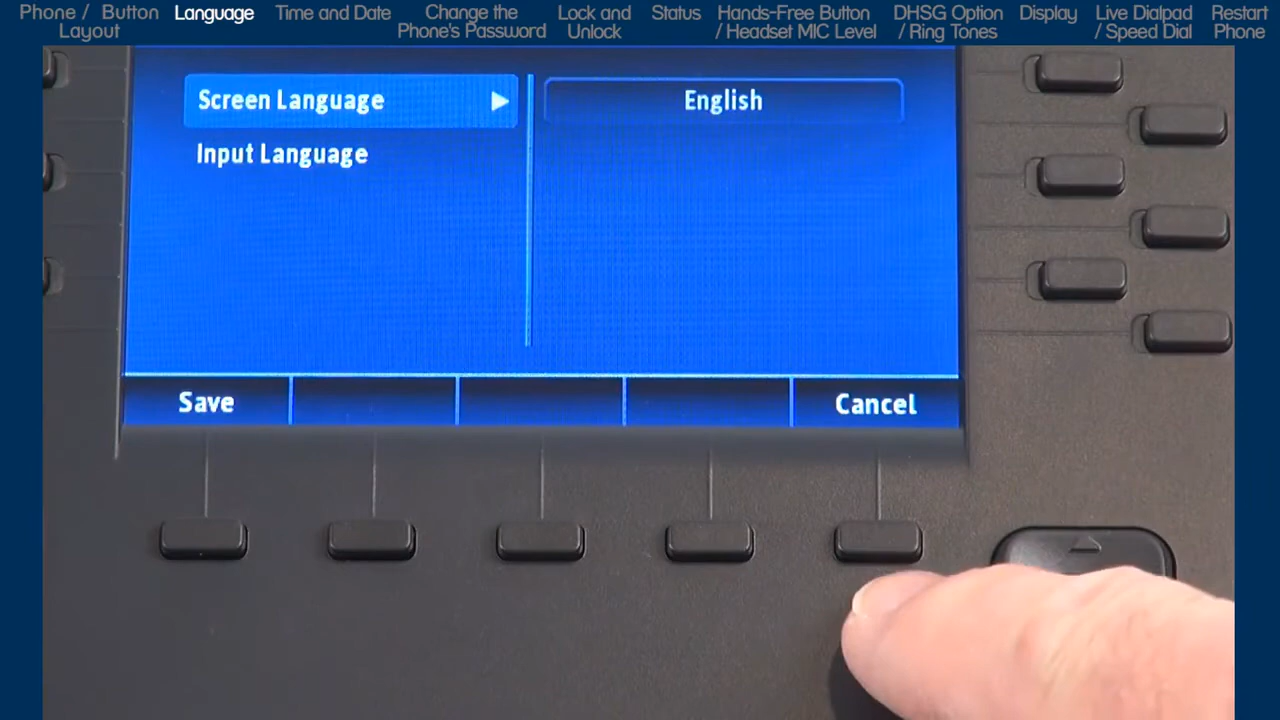 Phone / Button Layout
Language
Time and Date
Change the
Phone's Password
Lock and
Unlock
Status
Hands-Free Button
/ Headset MIC Level
DHSG Option
/ Ring Tones
Display
Live Dialpad
/ Speed Dial
Restart
Phone
Screen Language
English
Input Language
Save
Cancel